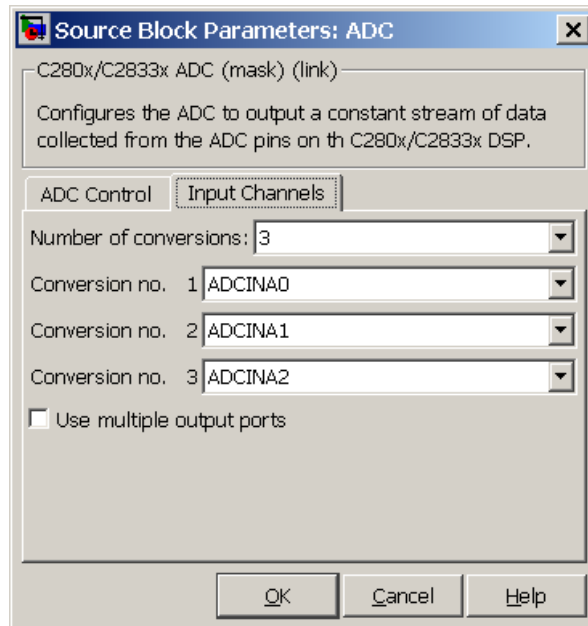 Source Block Parameters: ADC
C280x/C2833x ADC (mask) (link)
Configures the ADC to output a constant stream of data
collected from the ADC pins on th C280x/C2833x DSP.
ADC Control Input Channels
Number of conversions: 3
Conversion no. 1 ADCINA0
Conversion no. 2 ADCINA1
Conversion no. 3 ADCINA2
Use multiple output ports
OK Cancel Help